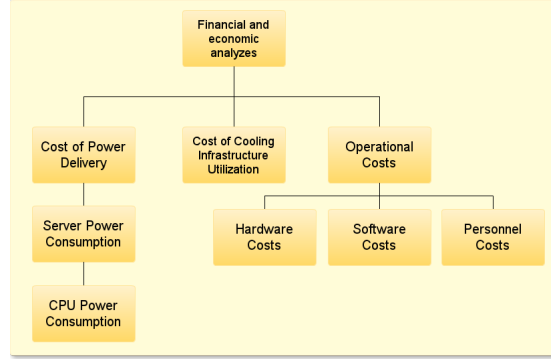 Financial and
economic
analyzes
Cost of Power
Delivery
Cost of Cooling
Infrastructure
Utilization
Operational
Costs
Server Power
Consumption
Hardware
Costs
Software
Costs
Personnel
Costs
CPU Power
Consumption